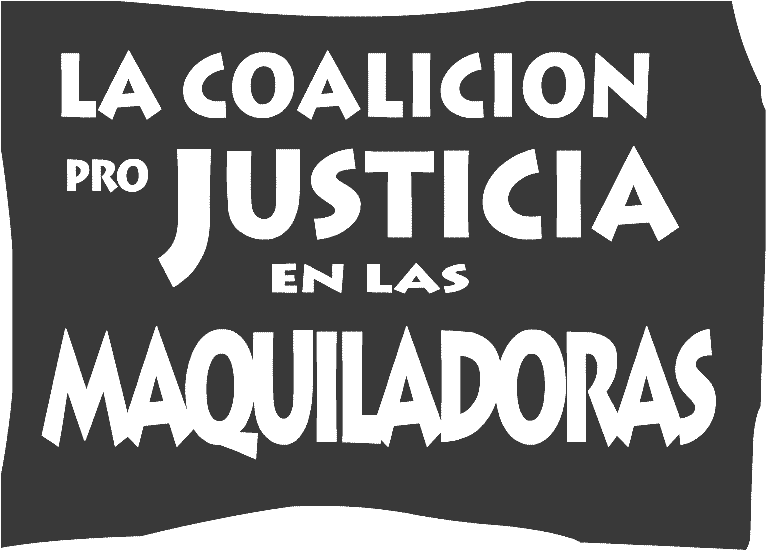 LA COALICION
PRO JUSTICIA
EN LAS
MAQUILADORAS